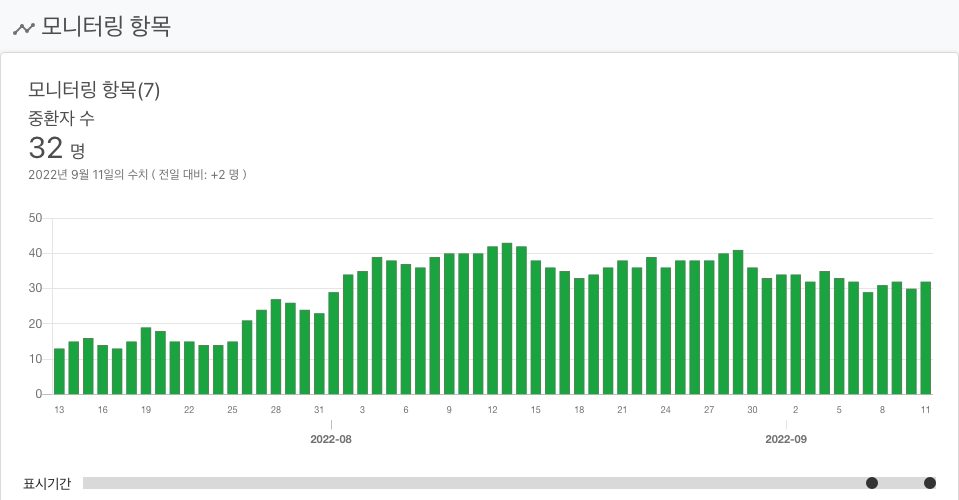 모니터링 항목
모니터링 항목(7)
중환자 수
32 명
2022년 9월 11일의 수치 ( 전일 대비: +2 명 )
50
40
30
20
10
0
13 16 19 22 25 28 31 3 6 9 12 15 18 21 24 27 30 2 5 8 11
2022-08 2022-09
표시기간